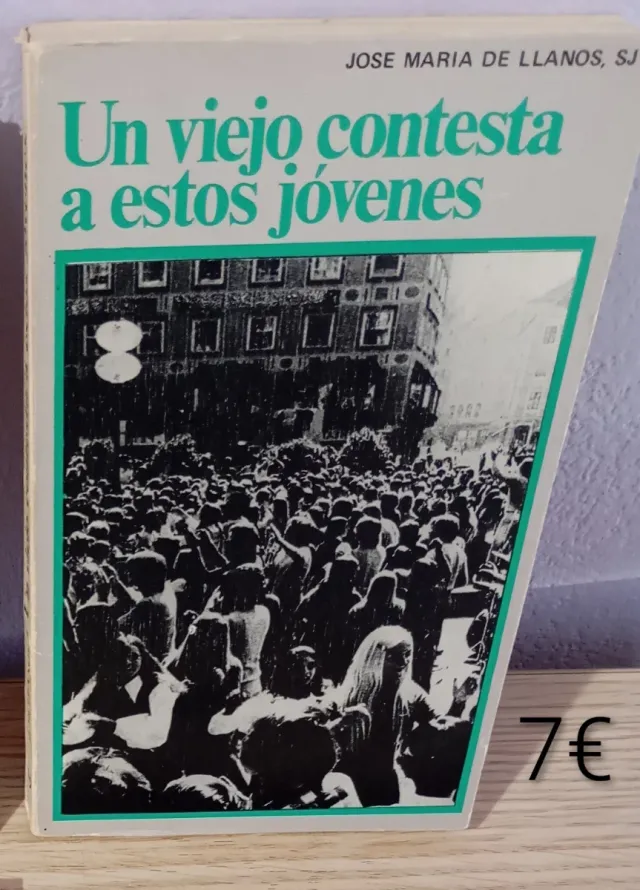 JOSE MARIA DE LLANOS, SJ
Un viejo contesta
a estos jóvenes
7€